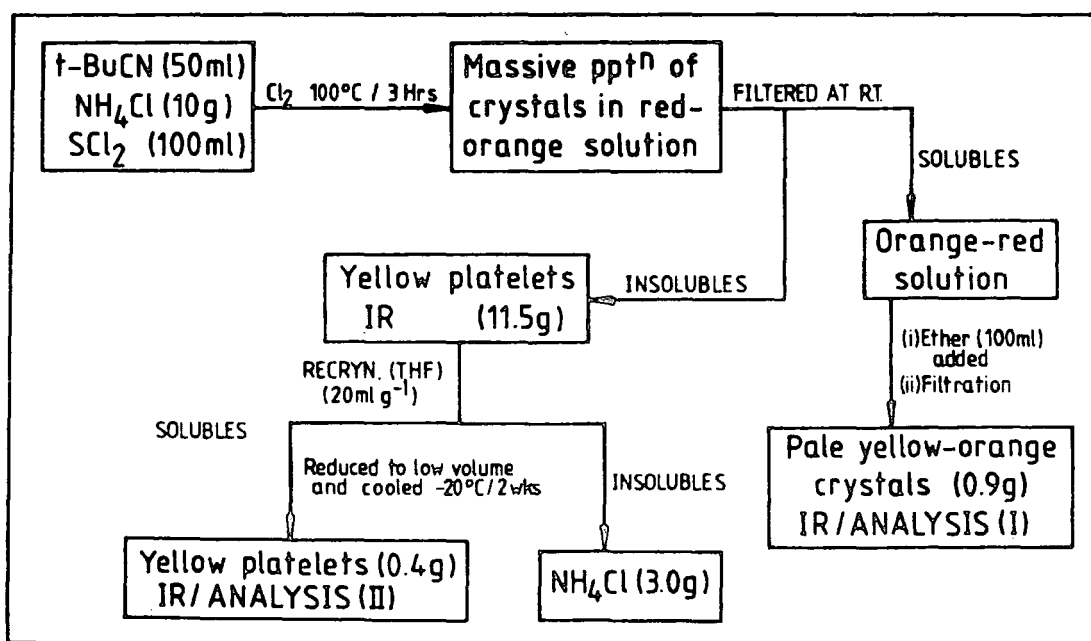 t-BuCN (50ml)
NH₄Cl (10g)
SCl₂ (100ml)
Cl₂ 100°C / 3 Hrs
Massive pptⁿ of
crystals in red-
orange solution
FILTERED AT RT.
SOLUBLES
Orange-red
solution
INSOLUBLES
Yellow platelets
IR (11.5g)
(i)Ether (100ml)
added
(ii)Filtration
RECRYN. (THF)
(20ml g⁻¹)
SOLUBLES
Reduced to low volume
and cooled -20°C/2wks
INSOLUBLES
Pale yellow-orange
crystals (0.9g)
IR/ANALYSIS (I)
Yellow platelets (0.4g)
IR/ANALYSIS (II)
NH₄Cl (3.0g)